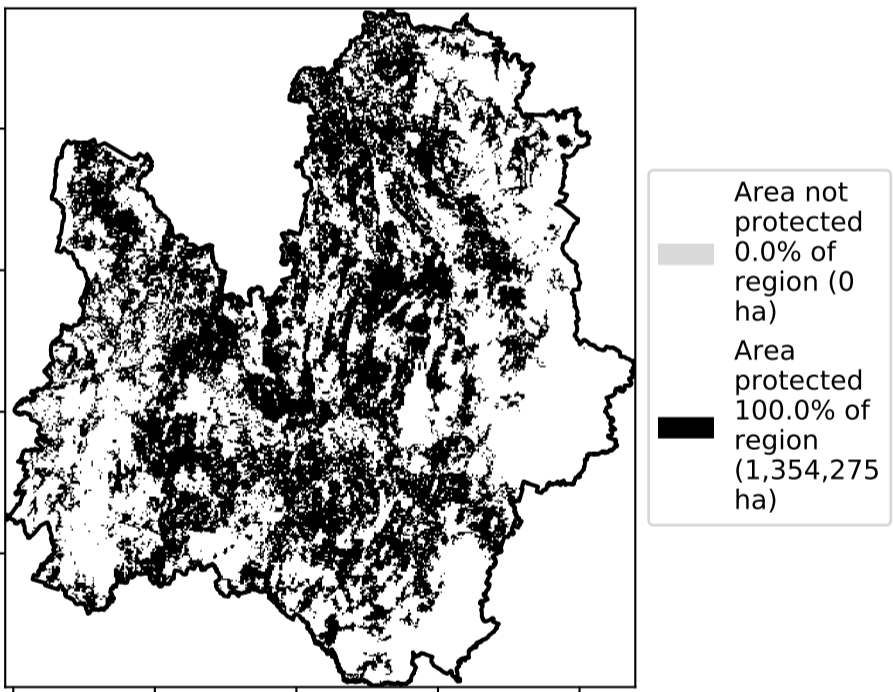 Area not
protected
0.0% of
region (0
ha)
Area
protected
100.0% of
region
(1,354,275
ha)